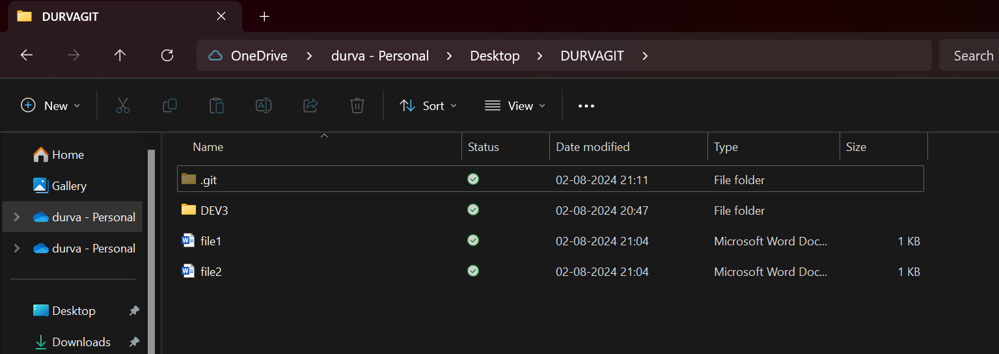 DURVAGIT
OneDrive durva - Personal Desktop DURVAGIT Search
New Sort View
Name Status Date modified Type Size
Home
Gallery
durva - Personal
durva - Personal
Desktop
Downloads
.git 02-08-2024 21:11 File folder
DEV3 02-08-2024 20:47 File folder
file1 02-08-2024 21:04 Microsoft Word Doc... 1 KB
file2 02-08-2024 21:04 Microsoft Word Doc... 1 KB